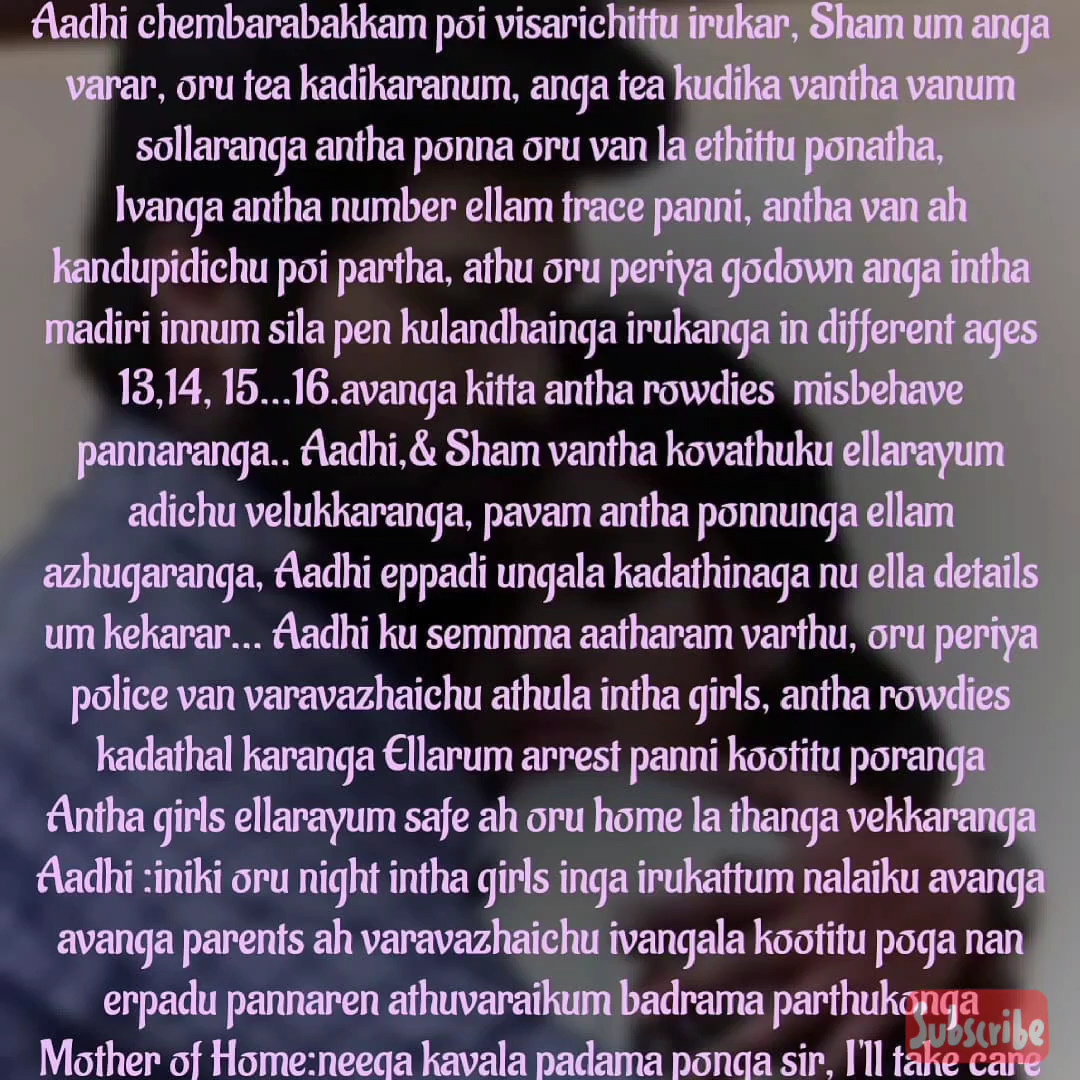 Aadhi chembarabakkam poi visarichittu irukar, Sham um anga
varar, oru tea kadikaranum, anga tea kudika vantha vanum
sollaranga antha ponna oru van la ethittu ponatha,
Ivanga antha number ellam trace panni, antha van ah
kandupidichu poi partha, athu oru periya godown anga intha
madiri innum sila pen kulandhainga irukanga in different ages
13,14, 15...16.avanga kitta antha rowdies misbehave
pannaranga.. Aadhi,& Sham vantha kovathuku ellarayum
adichu velukkaranga, pavam antha ponnunga ellam
azhugaranga, Aadhi eppadi ungala kadathinaga nu ella details
um kekarar... Aadhi ku semmma aatharam varthu, oru periya
police van varavazhaichu athula intha girls, antha rowdies
kadathal karanga Ellarum arrest panni kootitu poranga
Antha girls ellarayum safe ah oru home la thanga vekkaranga
Aadhi :iniki oru night intha girls inga irukattum nalaiku avanga
avanga parents ah varavazhaichu ivangala kootitu poga nan
erpadu pannaren athuvaraikum badrama parthukonga
Mother of Home:neega kavala padama ponga sir, I'll take care
Subscribe